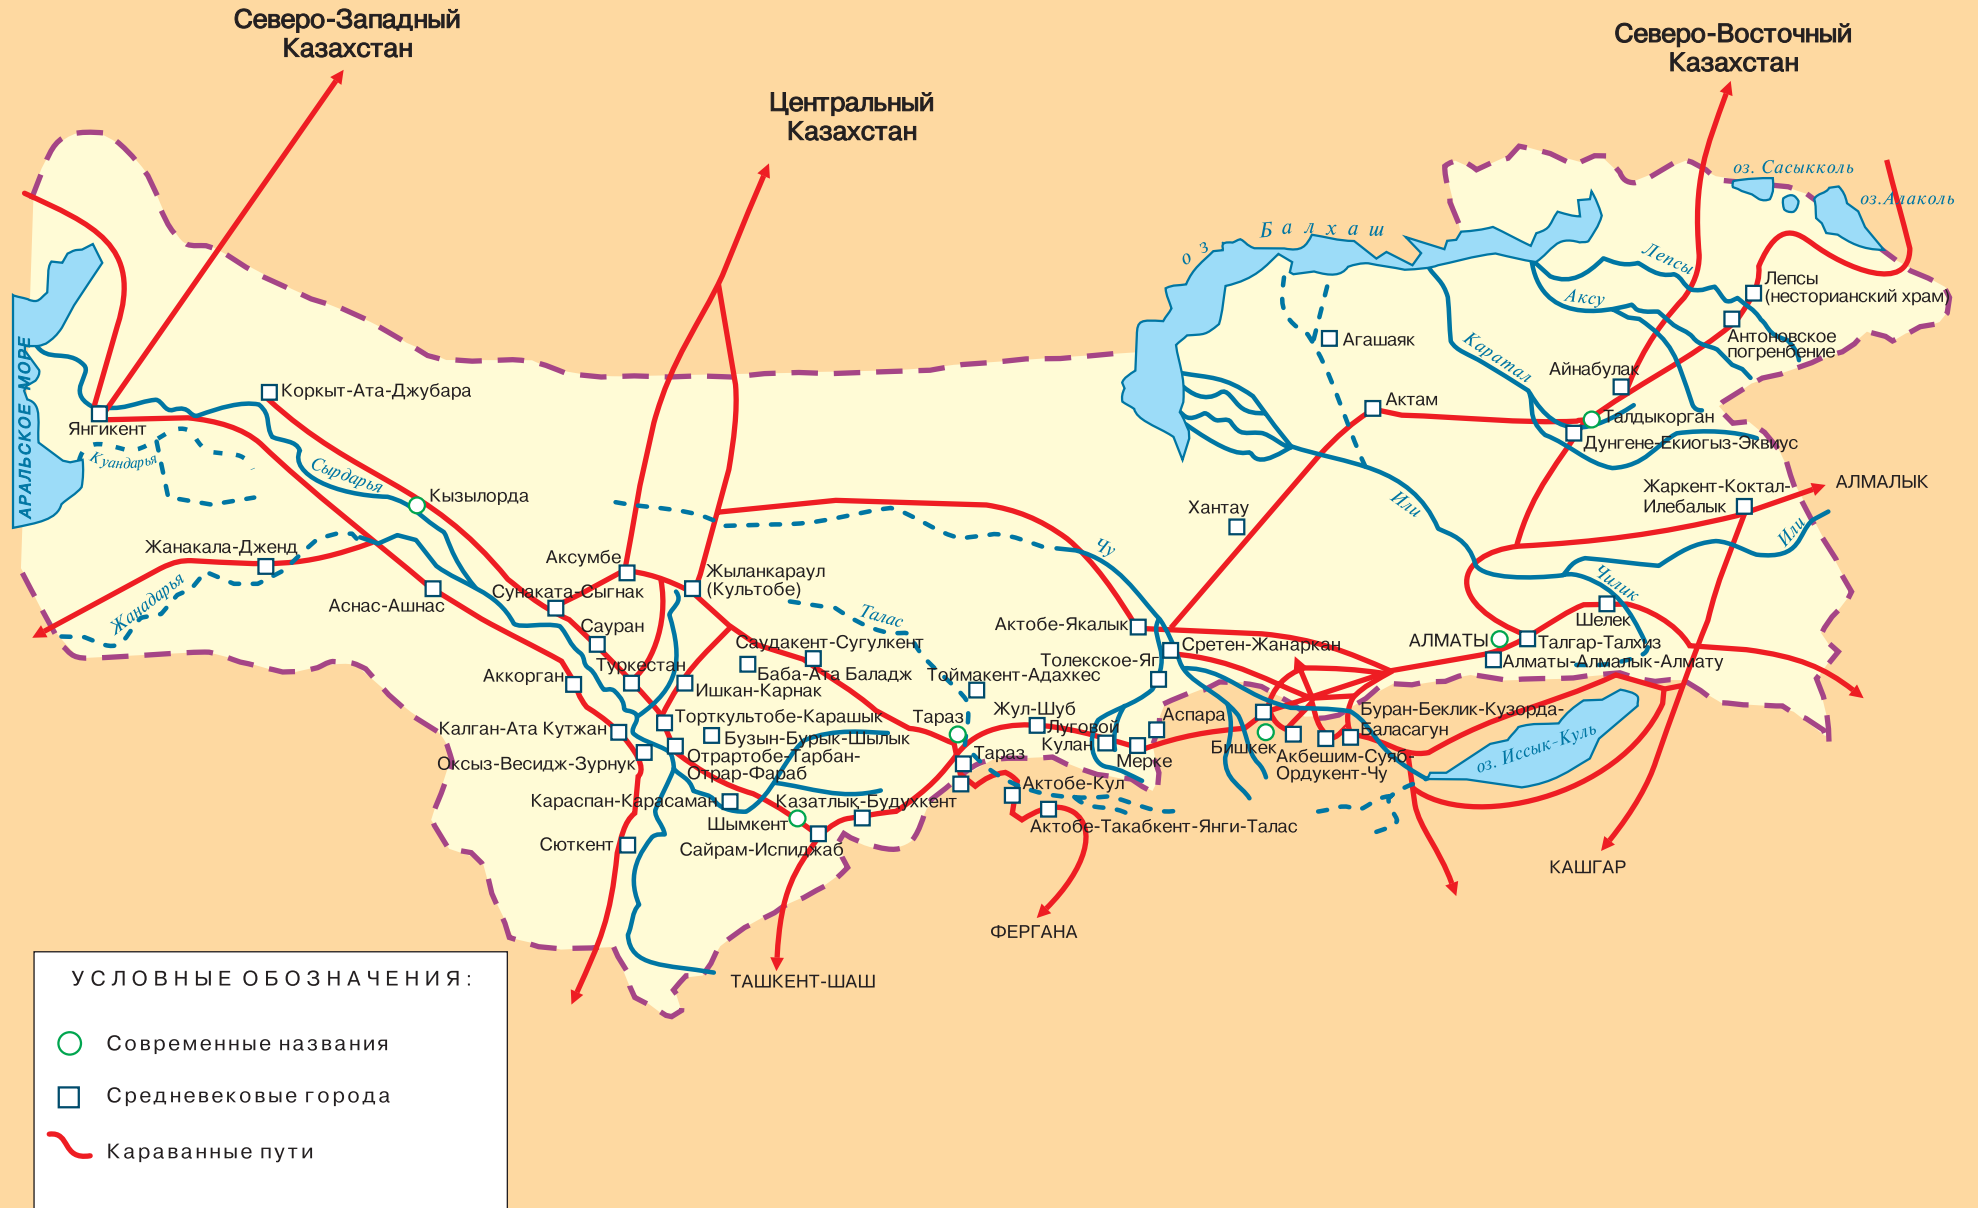 Северо-Западный
Казахстан
Центральный
Казахстан
Северо-Восточный
Казахстан
оз. Сасыкколь
оз.Алаколь
оз. Балхаш
Лепсы
Аксу
Лепсы
(несторианский храм)
Антоновское
погренбение
Агашаяк
Каратал
Айнабулак
Актам
Талдыкорган
Дунгене-Екиогыз-Эквиус
АРАЛЬСКОЕ МОРЕ
Коркыт-Ата-Джубара
Янгикент
Куандарья
Сырдарья
Кызылорда
Жаркент-Коктал-
Илебалык
АЛМАЛЫК
Или
Или
Хантау
Чу
Жанакала-Дженд
Жанадарья
Аснас-Ашнас
Аксумбе
Сунаката-Сыгнак
Жыланкараул
(Культобе)
Талас
Чилик
Шелек
Сауран
Саудакент-Сугулкент
Актобе-Якалык
Сретен-Жанаркан
АЛМАТЫ
Талгар-Талхиз
Алматы-Алмалык-Алмату
Туркестан
Баба-Ата Баладж
Толекское-Яг
Тоймакент-Адахкес
Аккорган
Ишкан-Карнак
Торткультобе-Карашык
Тараз
Жул-Шуб
Луговой
Кулан
Аспара
Буран-Беклик-Кузорда-
Баласагун
Калган-Ата Кутжан
Бузын-Бурык-Шылык
Бишкек
Мерке
Тараз
Оксыз-Весидж-Зурнук
Отрартобе-Тарбан-
Отрар-Фараб
Акбешим-Суяб-
Ордукент-Чу
оз. Иссык-Куль
Актобе-Кул
Караспан-Карасаман
Казатлык-Будухкент
Шымкент
Актобе-Такабкент-Янги-Талас
Сюткент
Сайрам-Испиджаб
КАШГАР
ФЕРГАНА
ТАШКЕНТ-ШАШ
УСЛОВНЫЕ ОБОЗНАЧЕНИЯ:
Современные названия
Средневековые города
Караванные пути